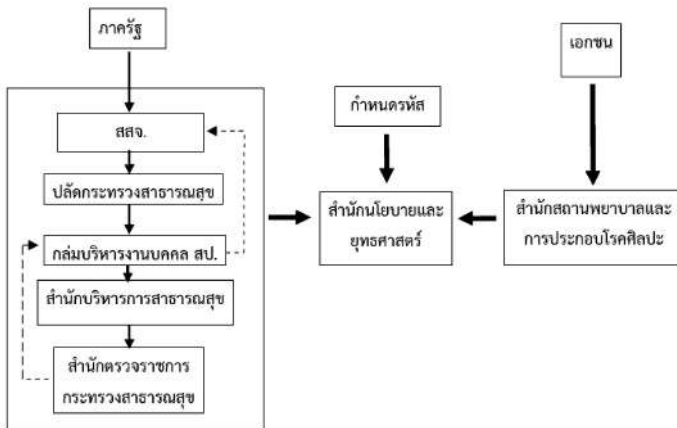 ภาครัฐ
สสจ.
ปลัดกระทรวงสาธารณสุข
กลุ่มบริหารงานบุคคล สป.
สำนักบริหารการสาธารณสุข
สำนักตรวจราชการ
กระทรวงสาธารณสุข
กำหนดรหัส
สำนักนโยบายและ
ยุทธศาสตร์
เอกชน
สำนักสถานพยาบาลและ
การประกอบโรคศิลปะ